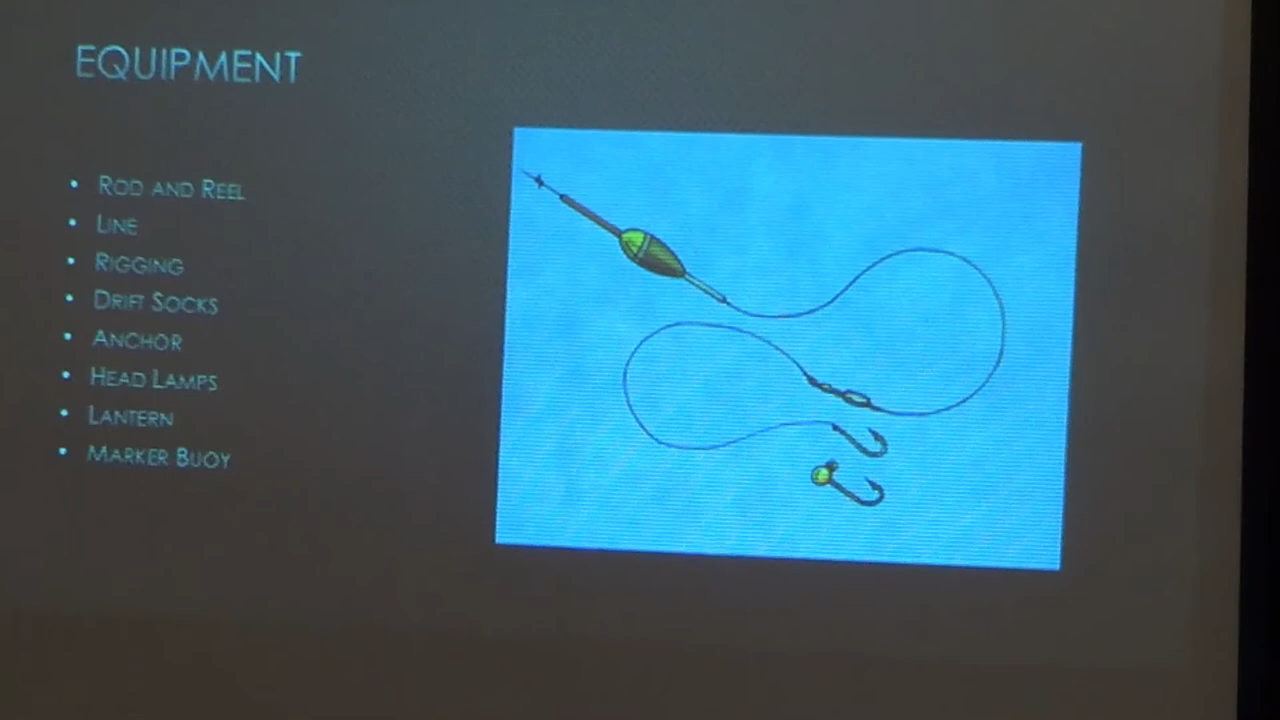 EQUIPMENT
• ROD AND REEL
• LINE
• RIGGING
• DRIFT SOCKS
• ANCHOR
• HEAD LAMPS
• LANTERN
• MARKER BUOY